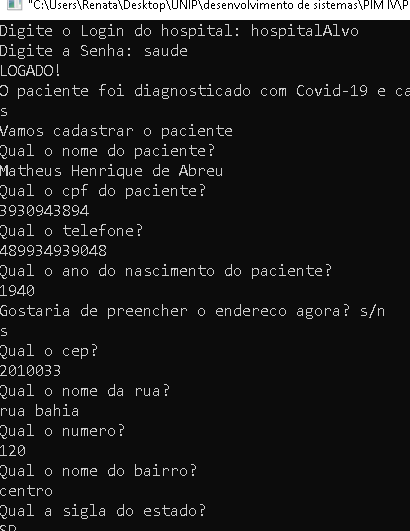 "C:\Users\Renata\Desktop\UNIP\desenvolvimento de sistemas\PIM IV\P
Digite o Login do hospital: hospitalAlvo
Digite a Senha: saude
LOGADO!
O paciente foi diagnosticado com Covid-19 e ca
s
Vamos cadastrar o paciente
Qual o nome do paciente?
Matheus Henrique de Abreu
Qual o cpf do paciente?
3930943894
Qual o telefone?
489934939048
Qual o ano do nascimento do paciente?
1940
Gostaria de preencher o endereco agora? s/n
s
Qual o cep?
2010033
Qual o nome da rua?
rua bahia
Qual o numero?
120
Qual o nome do bairro?
centro
Qual a sigla do estado?
SP